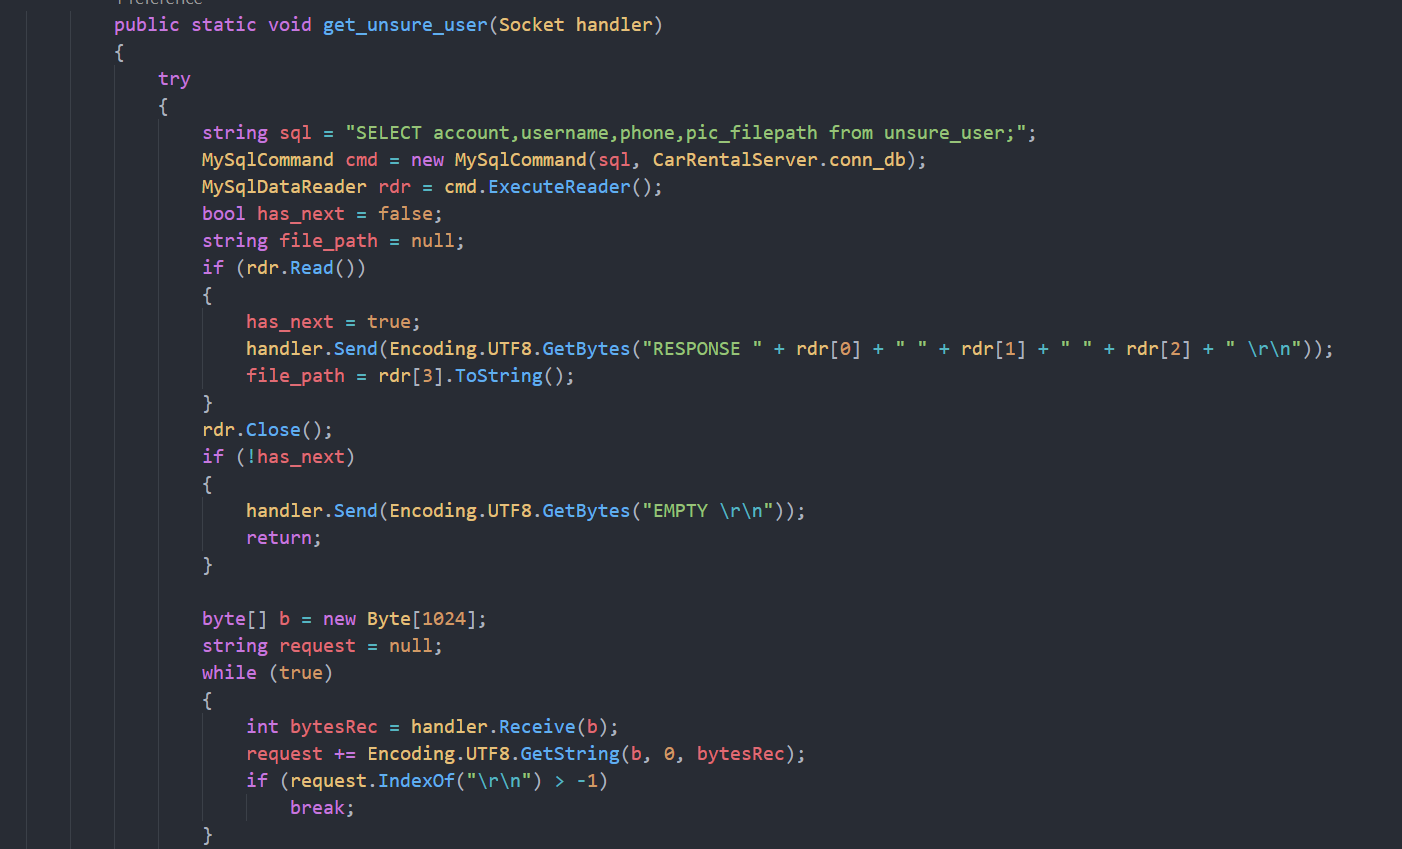 1 reference
public static void get_unsure_user(Socket handler)
{
try
{
string sql = "SELECT account,username,phone,pic_filepath from unsure_user;";
MySqlCommand cmd = new MySqlCommand(sql, CarRentalServer.conn_db);
MySqlDataReader rdr = cmd.ExecuteReader();
bool has_next = false;
string file_path = null;
if (rdr.Read())
{
has_next = true;
handler.Send(Encoding.UTF8.GetBytes("RESPONSE " + rdr[0] + " " + rdr[1] + " " + rdr[2] + " \r\n"));
file_path = rdr[3].ToString();
}
rdr.Close();
if (!has_next)
{
handler.Send(Encoding.UTF8.GetBytes("EMPTY \r\n"));
return;
}
byte[] b = new Byte[1024];
string request = null;
while (true)
{
int bytesRec = handler.Receive(b);
request += Encoding.UTF8.GetString(b, 0, bytesRec);
if (request.IndexOf("\r\n") > -1)
break;
}